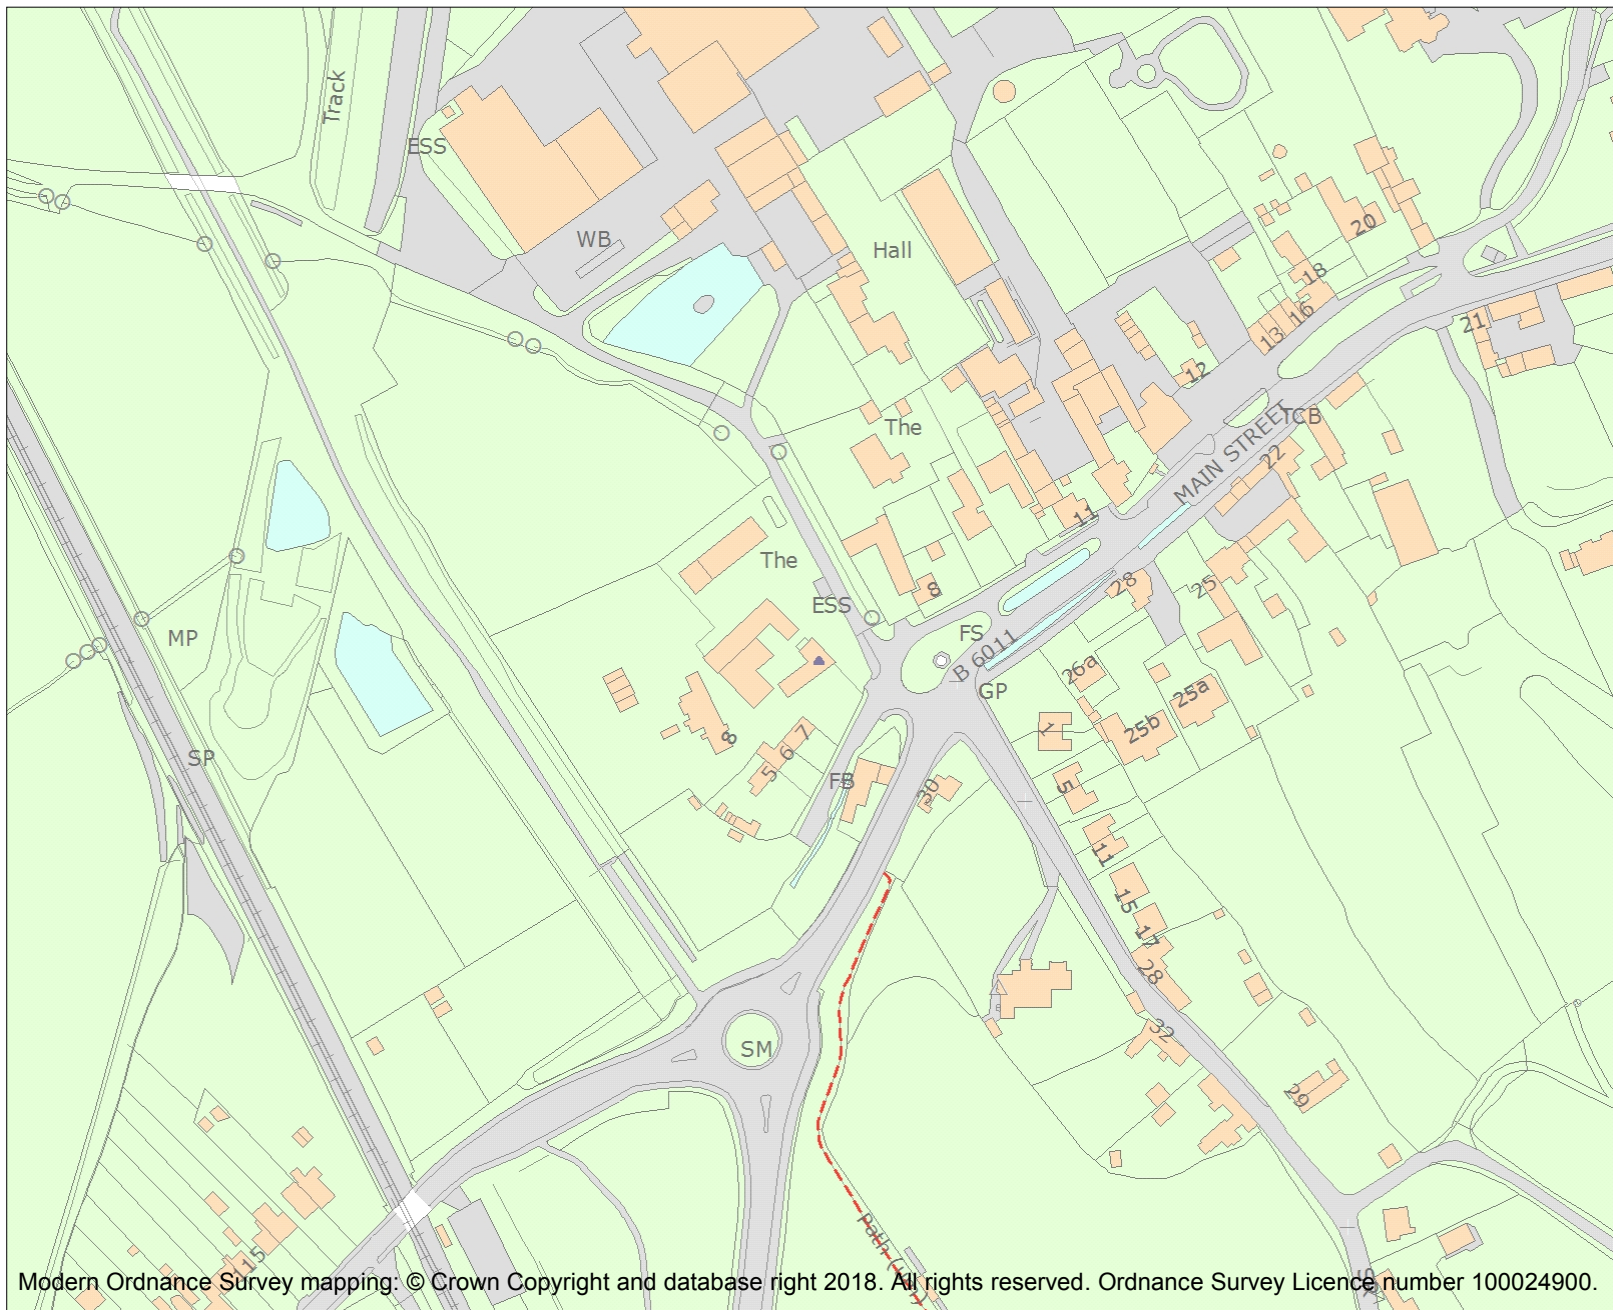 Track
ESS
WB
Hall
20
18
16
13
21
12
TCB
The
MAIN STREET
22
11
The
ESS
8
28
25
MP
FS
B 6011
26a
GP
25a
1
25b
SP
8
7
6
5
FB
30
5
11
15
17
28
SM
32
29
Path (um)
115
Modern Ordnance Survey mapping: © Crown Copyright and database right 2018. All rights reserved. Ordnance Survey Licence number 100024900.